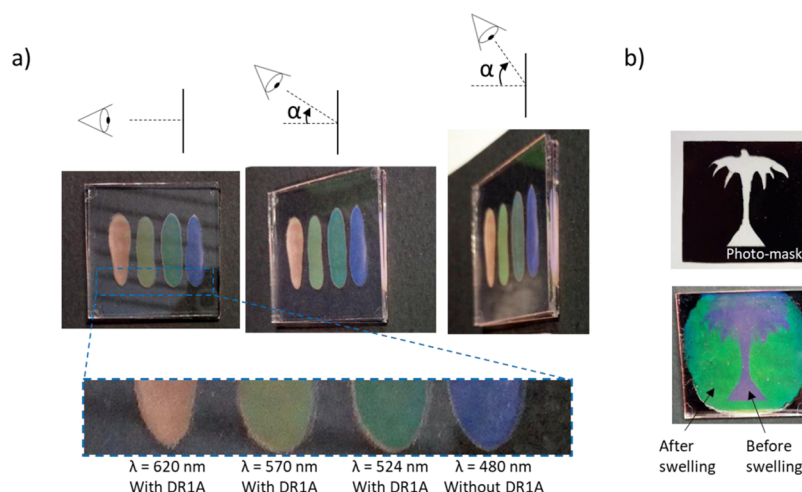 a)
b)
α
α
Photo-mask
λ = 620 nm
With DR1A
λ = 570 nm
With DR1A
λ = 524 nm
With DR1A
λ = 480 nm
Without DR1A
After
swelling
Before
swelling